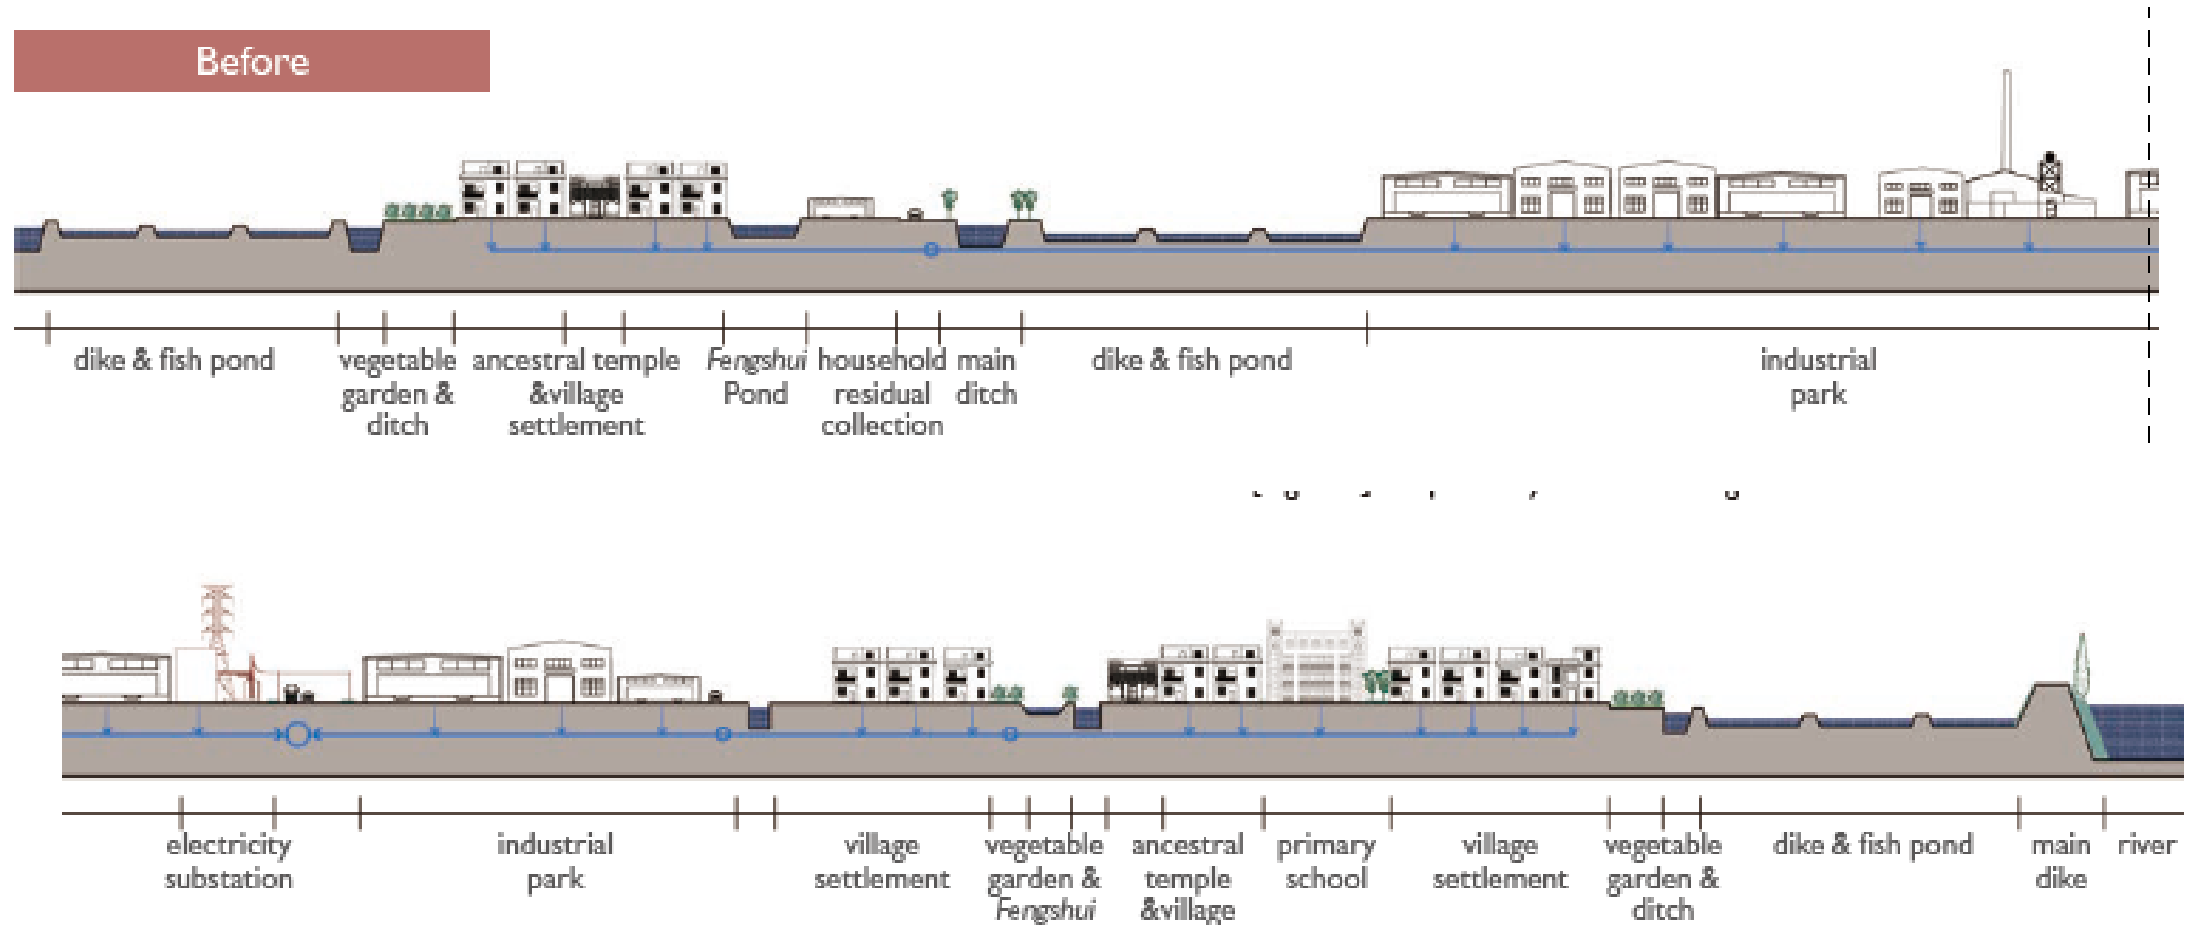 Before
dike & fish pond
vegetable
garden &
ditch
ancestral temple
&village
settlement
Fengshui
Pond
household
residual
collection
main
ditch
dike & fish pond
industrial
park
electricity
substation
industrial
park
village
settlement
vegetable
garden &
Fengshui
ancestral
temple
&village
primary
school
village
settlement
vegetable
garden &
ditch
dike & fish pond
main
dike
river